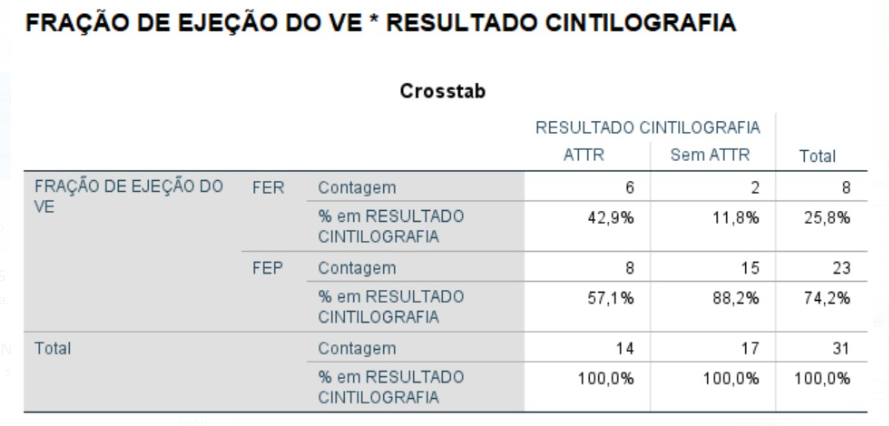 FRAÇÃO DE EJEÇÃO DO VE * RESULTADO CINTILOGRAFIA
Crosstab
RESULTADO CINTILOGRAFIA
ATTR Sem ATTR Total
FRAÇÃO DE EJEÇÃO DO VE FER Contagem 6 2 8
% em RESULTADO CINTILOGRAFIA 42,9% 11,8% 25,8%
FEP Contagem 8 15 23
% em RESULTADO CINTILOGRAFIA 57,1% 88,2% 74,2%
Total Contagem 14 17 31
% em RESULTADO CINTILOGRAFIA 100,0% 100,0% 100,0%